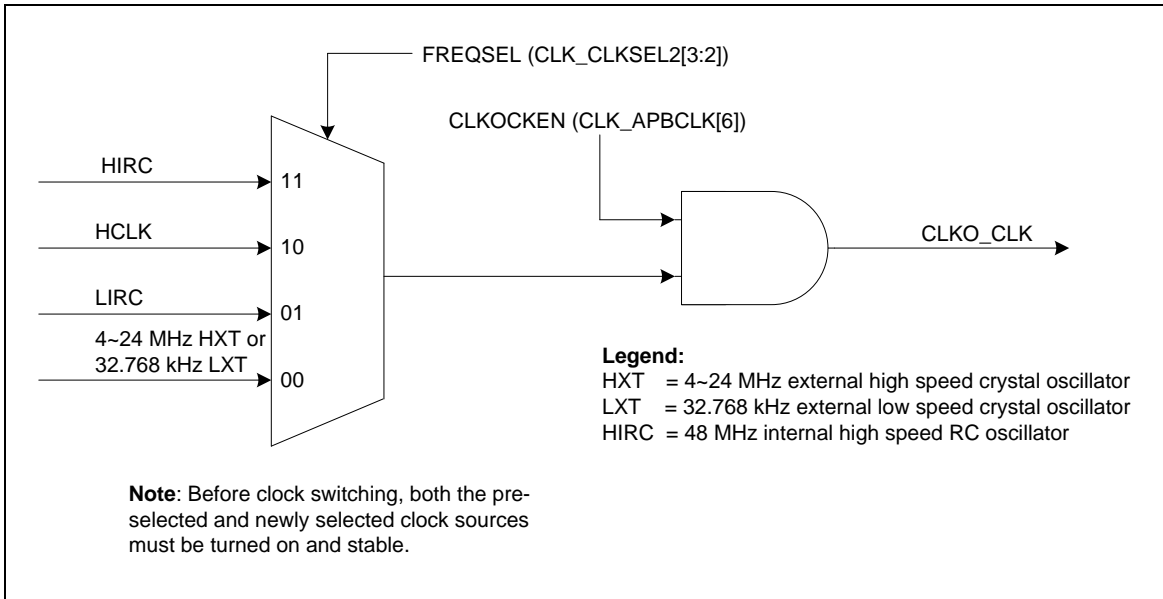 FREQSEL (CLK_CLKSEL2[3:2])
CLKOCKEN (CLK_APBCLK[6])
HIRC
11
HCLK
10
CLKO_CLK
LIRC
01
4~24 MHz HXT or
32.768 kHz LXT
00
Legend:
HXT = 4~24 MHz external high speed crystal oscillator
LXT = 32.768 kHz external low speed crystal oscillator
HIRC = 48 MHz internal high speed RC oscillator
Note: Before clock switching, both the pre-
selected and newly selected clock sources
must be turned on and stable.